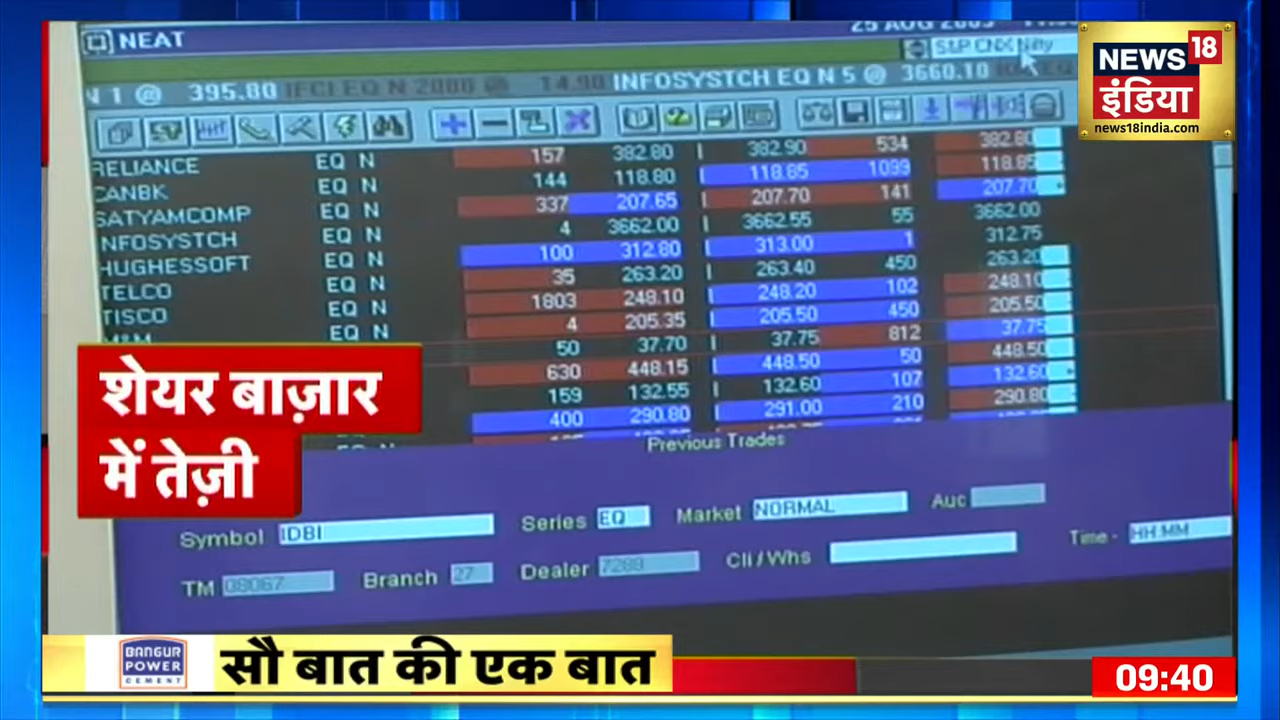 NEAT
25 AUG 2003
S&P CNX Nifty
N 1 @ 395.80 IFCI EQ N 2000 @ 14.90 INFOSYSTCH EQ N 5 @ 3660.10
NEWS 18
इंडिया
news18india.com
RELIANCE EQ N 157 382.80 382.90 534 382.80
CANBK EQ N 144 118.80 118.85 1099 118.85
SATYAMCOMP EQ N 337 207.65 207.70 141 207.70
INFOSYSTCH EQ N 4 3662.00 3662.55 55 3662.00
HUGHESSOFT EQ N 100 312.80 313.00 1 312.75
TELCO EQ N 35 263.20 263.40 450 263.20
TISCO EQ N 1803 248.10 248.20 102 248.10
M&M EQ N 4 205.35 205.50 450 205.50
50 37.70 37.75 812 37.75
630 448.15 448.50 50 448.50
159 132.55 132.60 107 132.60
400 290.80 291.00 210 290.80
शेयर बाज़ार
में तेज़ी
Previous Trades
Symbol IDBI Series EQ Market NORMAL Auc
TM 08067 Branch 27 Dealer 7288 Cli / Whs Time - HH:MM
BANGUR
POWER
CEMENT
सौ बात की एक बात
09:40